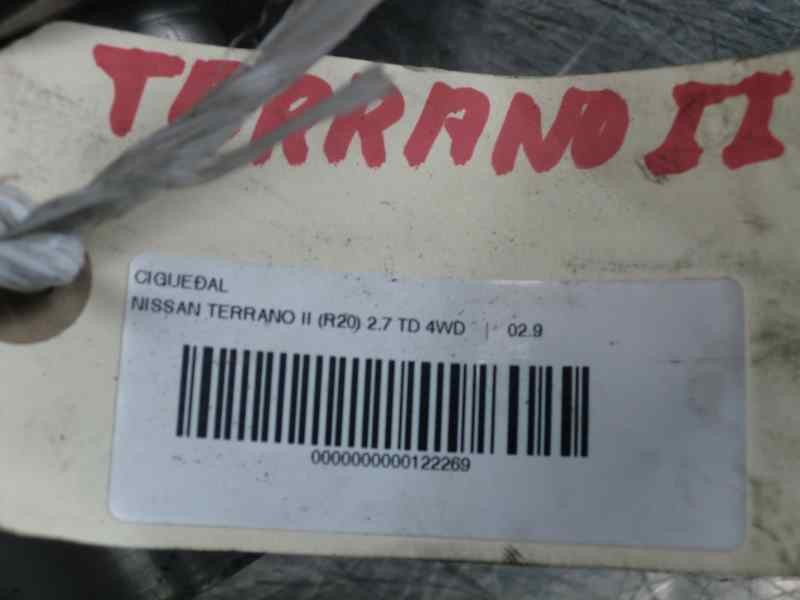 TERRANO II
CIGUEÐAL
NISSAN TERRANO II (R20) 2.7 TD 4WD | 02.9
0000000000122269